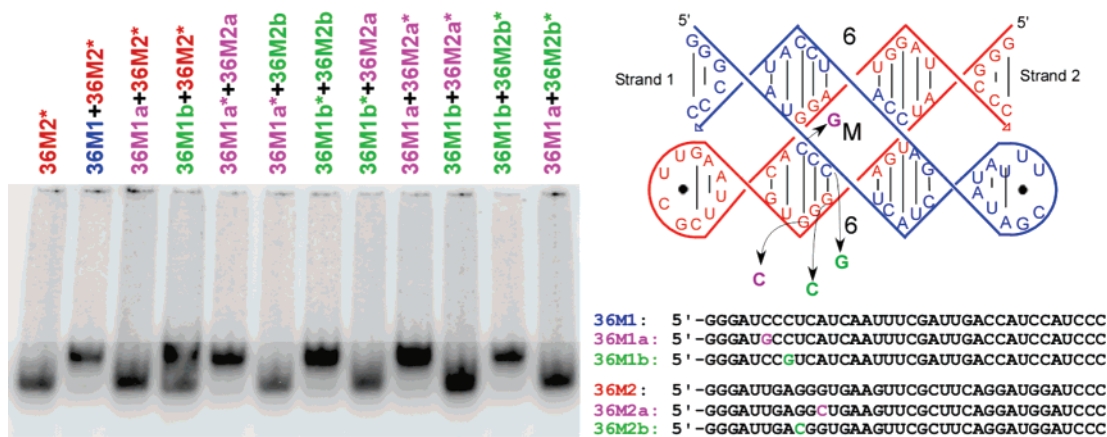 36M2*
36M1+36M2*
36M1a+36M2*
36M1b+36M2*
36M1a*+36M2a
36M1a*+36M2b
36M1b*+36M2b
36M1b*+36M2a
36M1a+36M2a*
36M1b+36M2a*
36M1b+36M2b*
36M1a+36M2b*
5'
6
5'
Strand 1
Strand 2
G
M
6
C
C
G
36M1: 5'-GGGAUCCCUCAUCAAUUUCGAUUGACCAUCCAUCCC
36M1a: 5'-GGGAUGCCUCAUCAAUUUCGAUUGACCAUCCAUCCC
36M1b: 5'-GGGAUCCGUCAUCAAUUUCGAUUGACCAUCCAUCCC
36M2: 5'-GGGAUUGAGGGUGAAGUUCGCUUCAGGAUGGAUCCC
36M2a: 5'-GGGAUUGAGGCUGAAGUUCGCUUCAGGAUGGAUCCC
36M2b: 5'-GGGAUUGACGGUGAAGUUCGCUUCAGGAUGGAUCCC